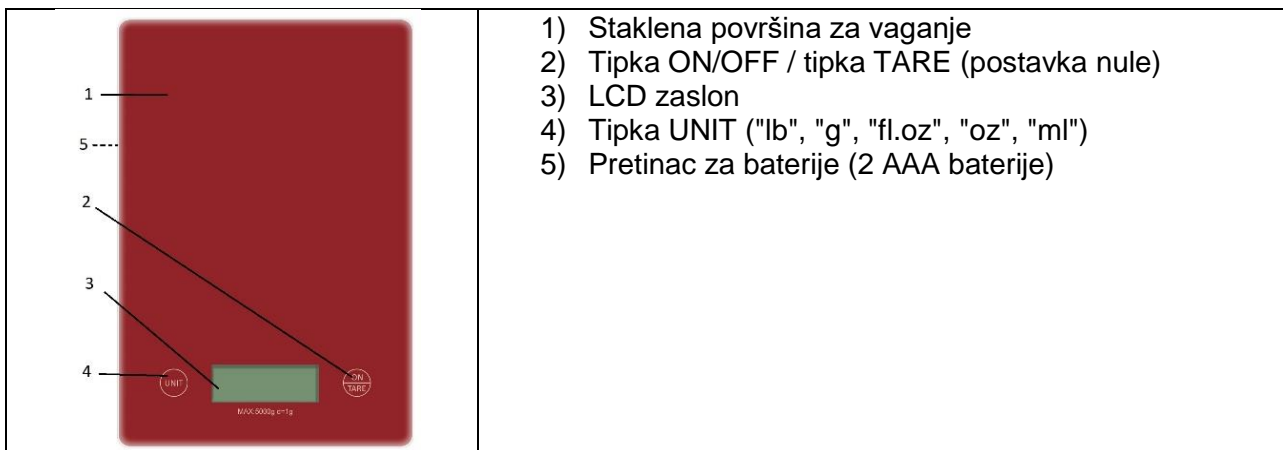 1) Staklena površina za vaganje
2) Tipka ON/OFF / tipka TARE (postavka nule)
3) LCD zaslon
4) Tipka UNIT ("lb", "g", "fl.oz", "oz", "ml")
5) Pretinac za baterije (2 AAA baterije)
1
5
2
3
4
UNIT
ON
TARE
MAX:5000g d=1g